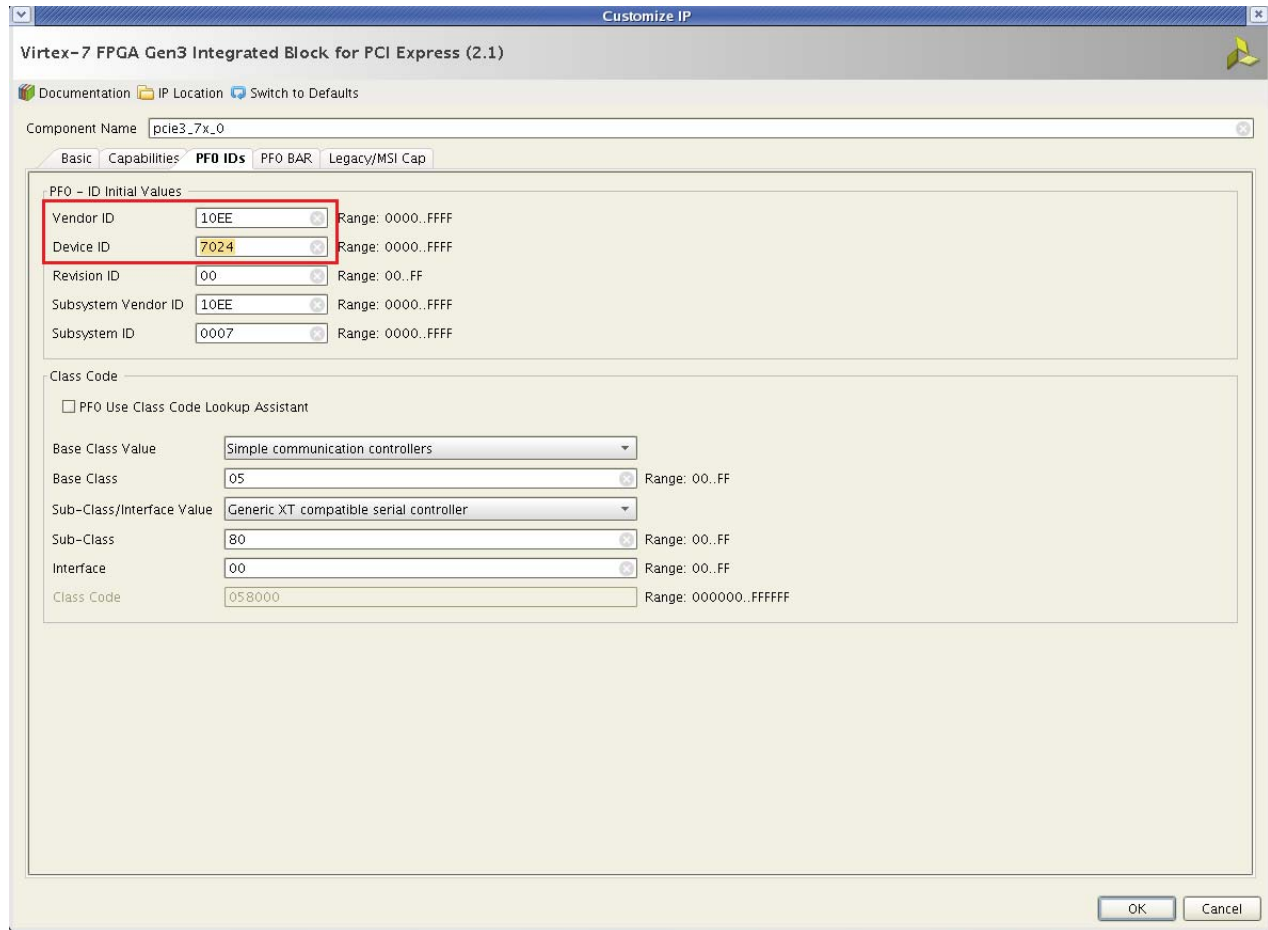 Customize IP
Virtex-7 FPGA Gen3 Integrated Block for PCI Express (2.1)
Documentation IP Location Switch to Defaults
Component Name pcie3_7x_0
Basic Capabilities PF0 IDs PF0 BAR Legacy/MSI Cap
PF0 - ID Initial Values
Vendor ID 10EE Range: 0000..FFFF
Device ID 7024 Range: 0000..FFFF
Revision ID 00 Range: 00..FF
Subsystem Vendor ID 10EE Range: 0000..FFFF
Subsystem ID 0007 Range: 0000..FFFF
Class Code
PF0 Use Class Code Lookup Assistant
Base Class Value Simple communication controllers
Base Class 05 Range: 00..FF
Sub-Class/Interface Value Generic XT compatible serial controller
Sub-Class 80 Range: 00..FF
Interface 00 Range: 00..FF
Class Code 058000 Range: 000000..FFFFFF
OK Cancel